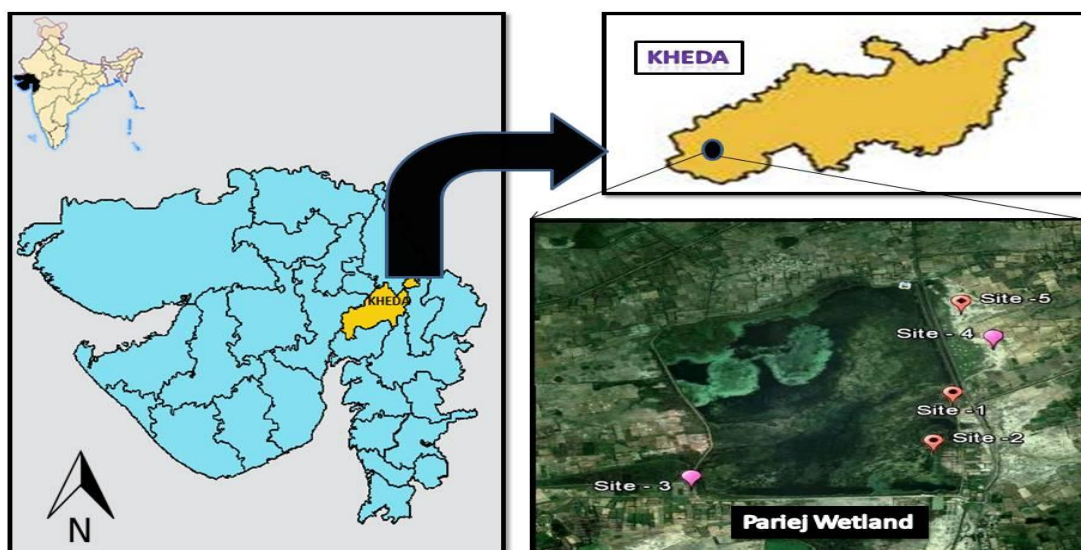 KHEDA
KHEDA
N
Site -5
Site - 4
Site -1
Site -2
Site - 3
Pariej Wetland